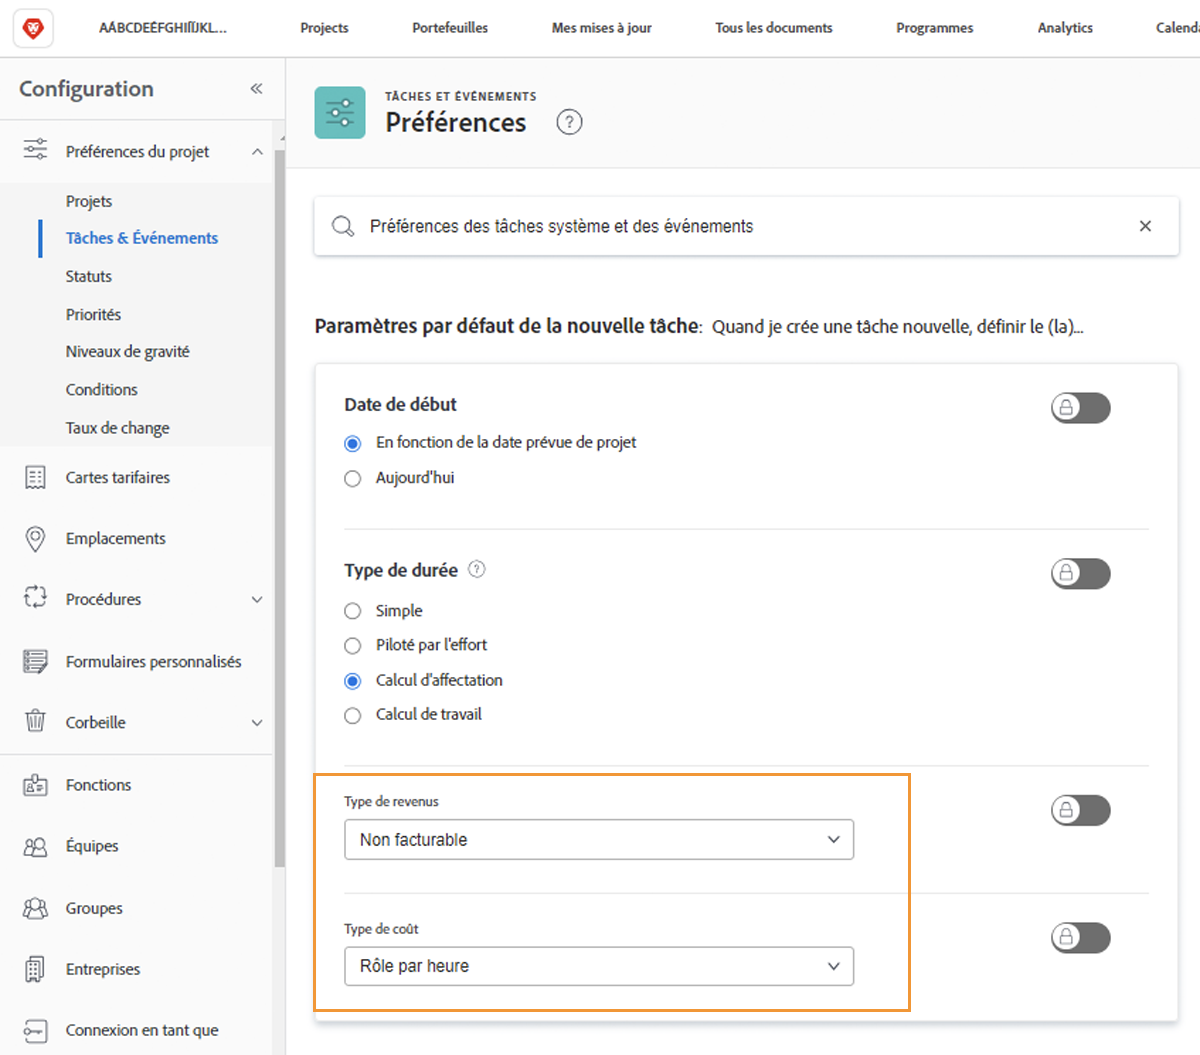 AÁBCDEÉFGHIÍÏJKL... Projects Portefeuilles Mes mises à jour Tous les documents Programmes Analytics Calend
Configuration
Préférences du projet
Projets
Tâches & Événements
Statuts
Priorités
Niveaux de gravité
Conditions
Taux de change
Cartes tarifaires
Emplacements
Procédures
Formulaires personnalisés
Corbeille
Fonctions
Équipes
Groupes
Entreprises
Connexion en tant que
TÂCHES ET ÉVÉNEMENTS
Préférences
Préférences des tâches système et des événements
Paramètres par défaut de la nouvelle tâche: Quand je crée une tâche nouvelle, définir le (la)...
Date de début
En fonction de la date prévue de projet
Aujourd'hui
Type de durée
Simple
Piloté par l'effort
Calcul d'affectation
Calcul de travail
Type de revenus
Non facturable
Type de coût
Rôle par heure